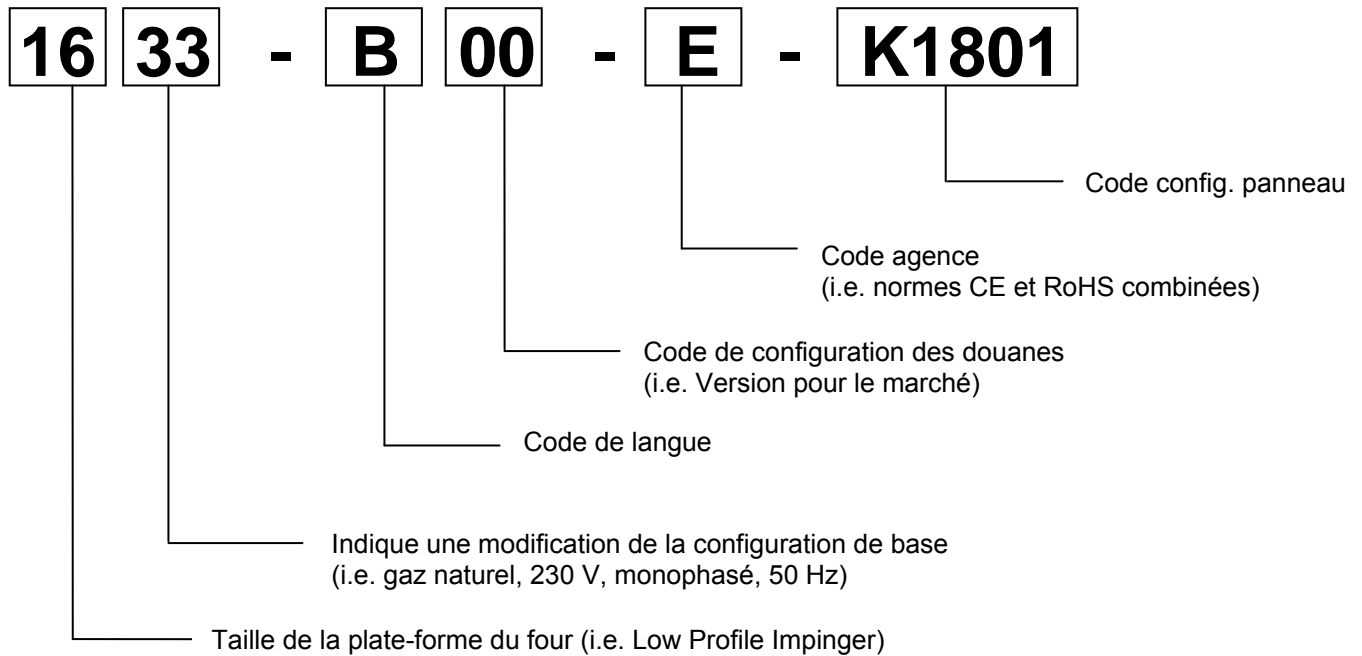 16 33 - B 00 - E - K1801
Code config. panneau
Code agence
(i.e. normes CE et RoHS combinées)
Code de configuration des douanes
(i.e. Version pour le marché)
Code de langue
Indique une modification de la configuration de base
(i.e. gaz naturel, 230 V, monophasé, 50 Hz)
Taille de la plate-forme du four (i.e. Low Profile Impinger)